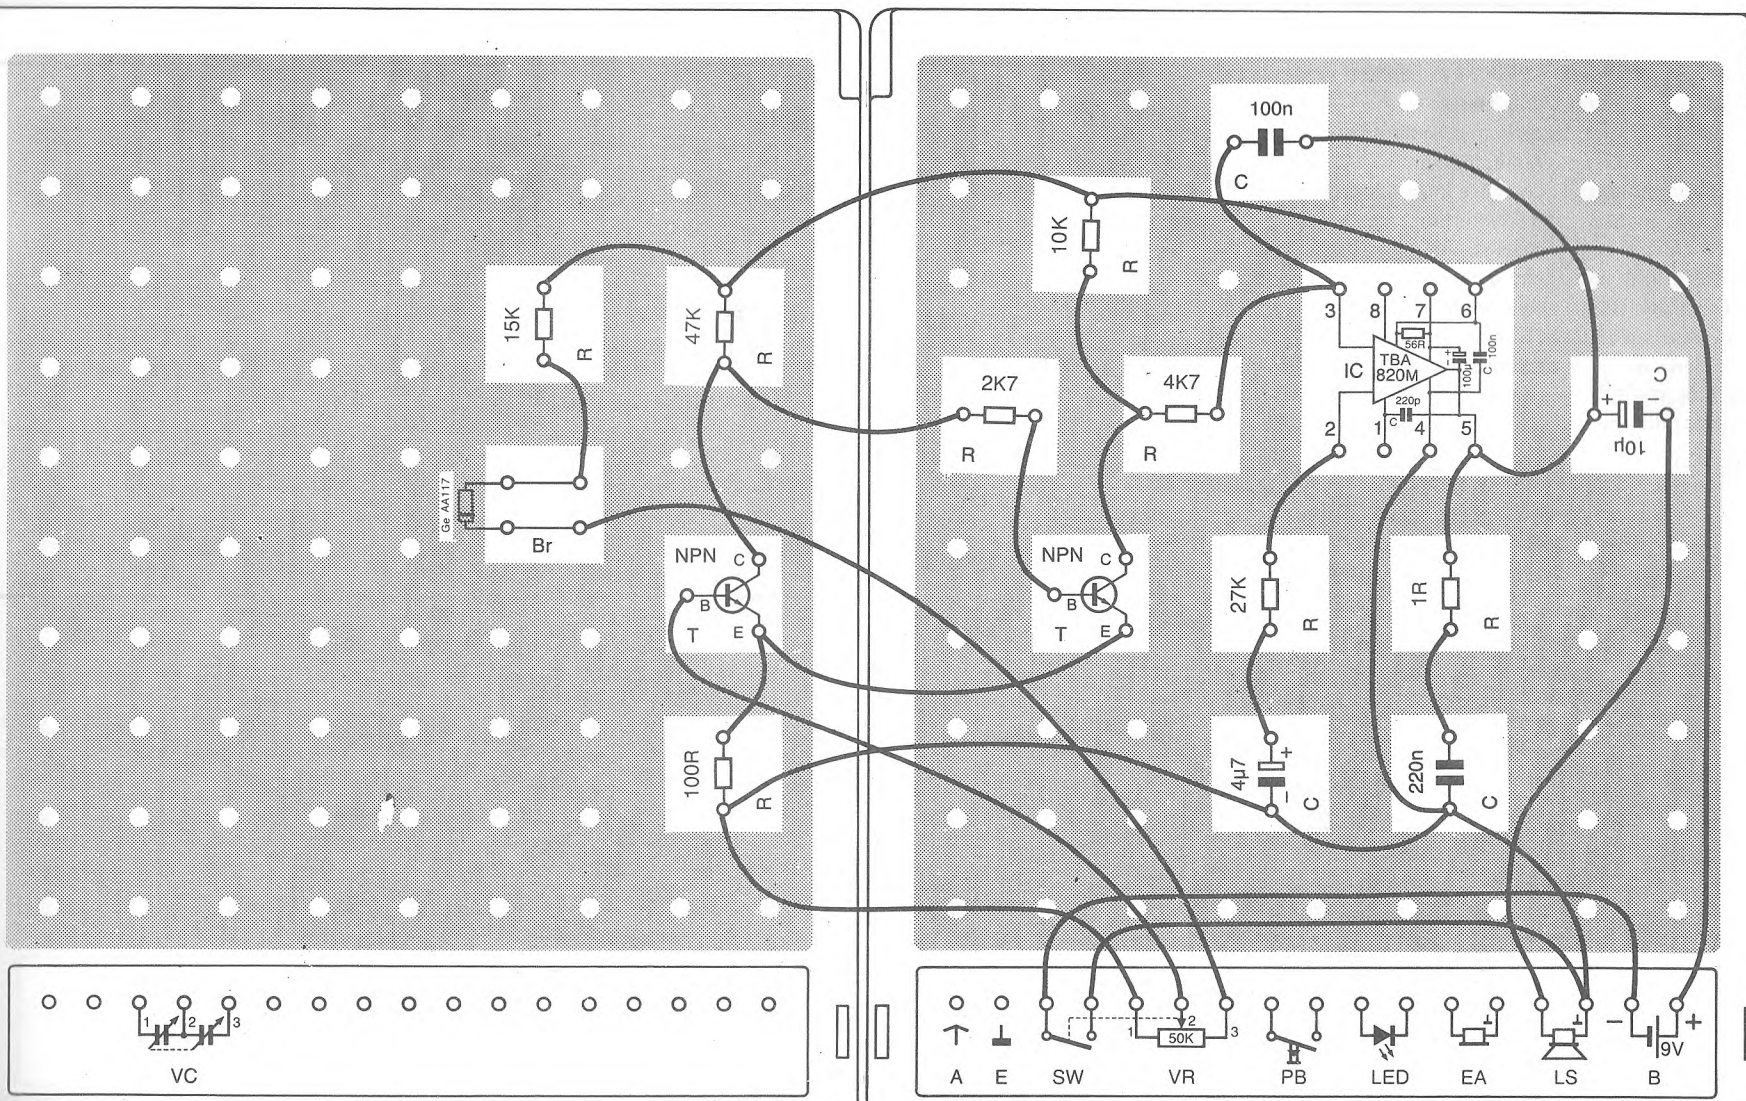 100n
C
10K
R
15K
R
47K
R
3 8 7 6
56R
100n
C
100µ
+
IC
TBA
820M
220p
C
2 1 4 5
2K7
R
4K7
R
C
+ −
10µ
Ge AA117
Br
NPN
C
B
E
T
NPN
C
B
E
T
27K
R
1R
R
100R
R
4µ7
+
−
C
220n
C
1 2 3
VC
1 2 3
50K
− +
9V
A E SW VR PB LED EA LS B